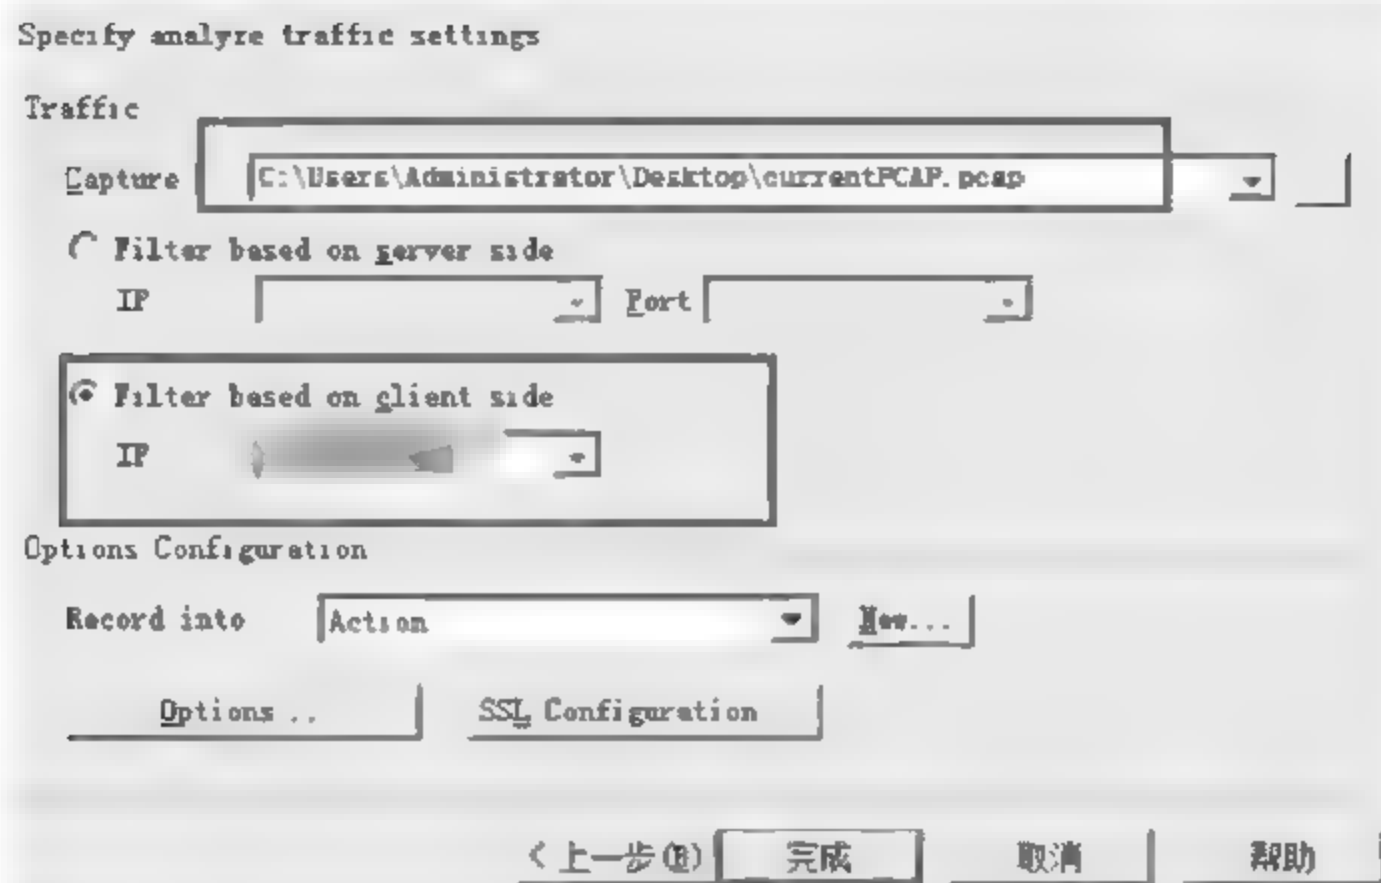 Specify analyze traffic settings
Traffic
Capture C:\Users\Administrator\Desktop\currentPCAP.pcap
Filter based on server side
IP Port
Filter based on client side
IP
Options Configuration
Record into Action New...
Options .. SSL Configuration
< 上一步(B) 完成 取消 帮助